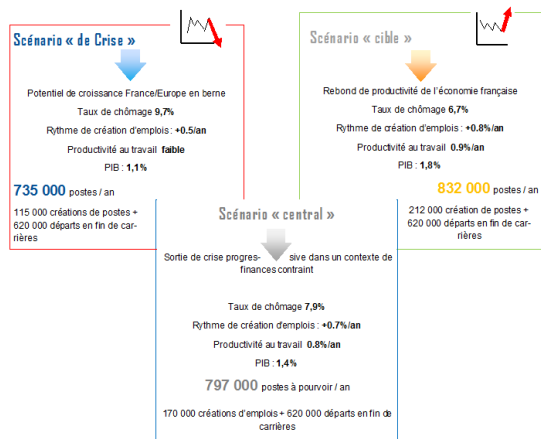 Scénario « de Crise »
Potentiel de croissance France/Europe en berne
Taux de chômage 9,7%
Rythme de création d'emplois : +0.5/an
Productivité au travail faible
PIB : 1,1%
735 000 postes / an
115 000 créations de postes +
620 000 départs en fin de car-
rières
Scénario « cible »
Rebond de productivité de l'économie française
Taux de chômage 6,7%
Rythme de création d'emplois : +0.8%/an
Productivité au travail 0.9%/an
PIB : 1,8%
832 000 postes / an
212 000 création de postes +
620 000 départs en fin de car-
rières
Scénario « central »
Sortie de crise progres- sive dans un contexte de
finances contraint
Taux de chômage 7,9%
Rythme de création d'emplois : +0.7%/an
Productivité au travail 0.8%/an
PIB : 1,4%
797 000 postes à pourvoir / an
170 000 créations d'emplois + 620 000 départs en fin de
carrières